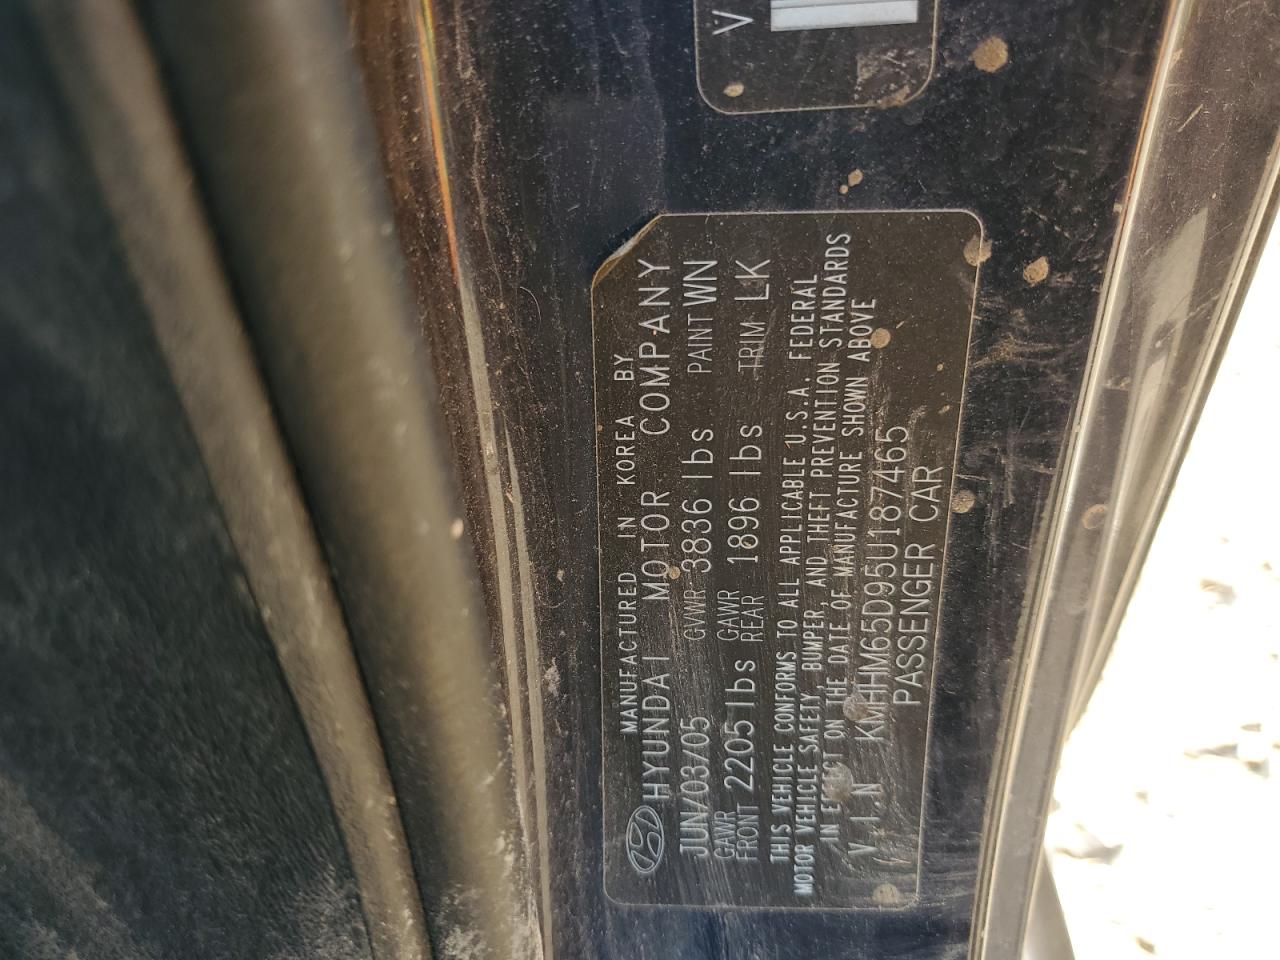 MANUFACTURED IN KOREA BY
HYUNDAI MOTOR COMPANY
JUN/03/05 GVWR 3836 lbs PAINT WN
GAWR FRONT 2205 lbs GAWR REAR 1896 lbs TRIM LK
THIS VEHICLE CONFORMS TO ALL APPLICABLE U.S.A. FEDERAL
MOTOR VEHICLE SAFETY, BUMPER, AND THEFT PREVENTION STANDARDS
IN EFFECT ON THE DATE OF MANUFACTURE SHOWN ABOVE
V.I.N KMHHM65D95U187465
PASSENGER CAR
V